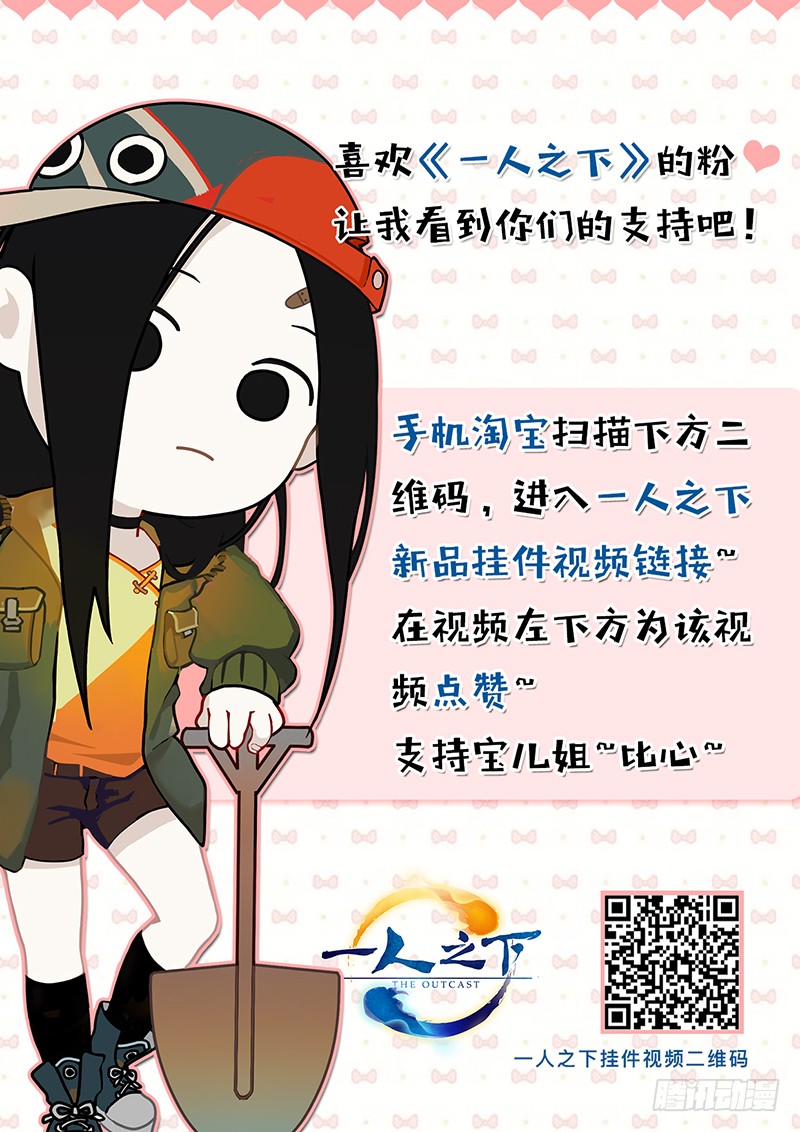 喜欢《一人之下》的粉
让我看到你们的支持吧！
手机淘宝扫描下方二
维码，进入一人之下
新品挂件视频链接~
在视频左下方为该视
频点赞~
支持宝儿姐~比心~
一人之下
THE OUTCAST
一人之下挂件视频二维码
腾讯动漫